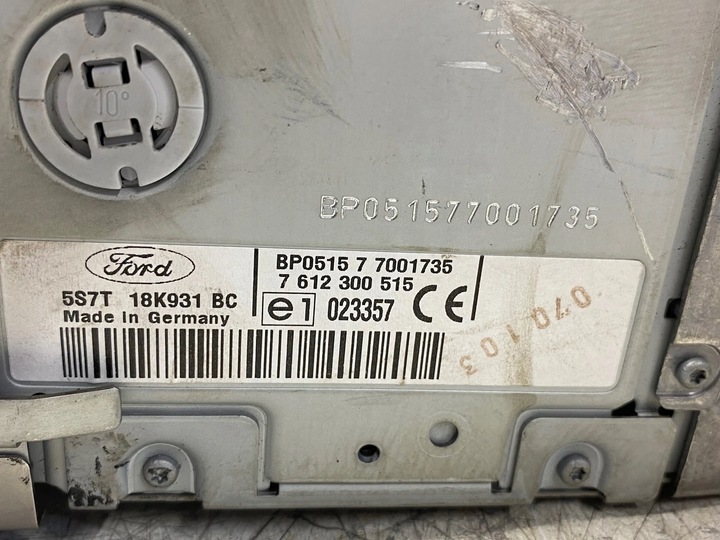 10°
BP051577001735
Ford
BP0515 7 7001735
7 612 300 515
5S7T 18K931 BC
Made in Germany
e1 023357 CE
070103